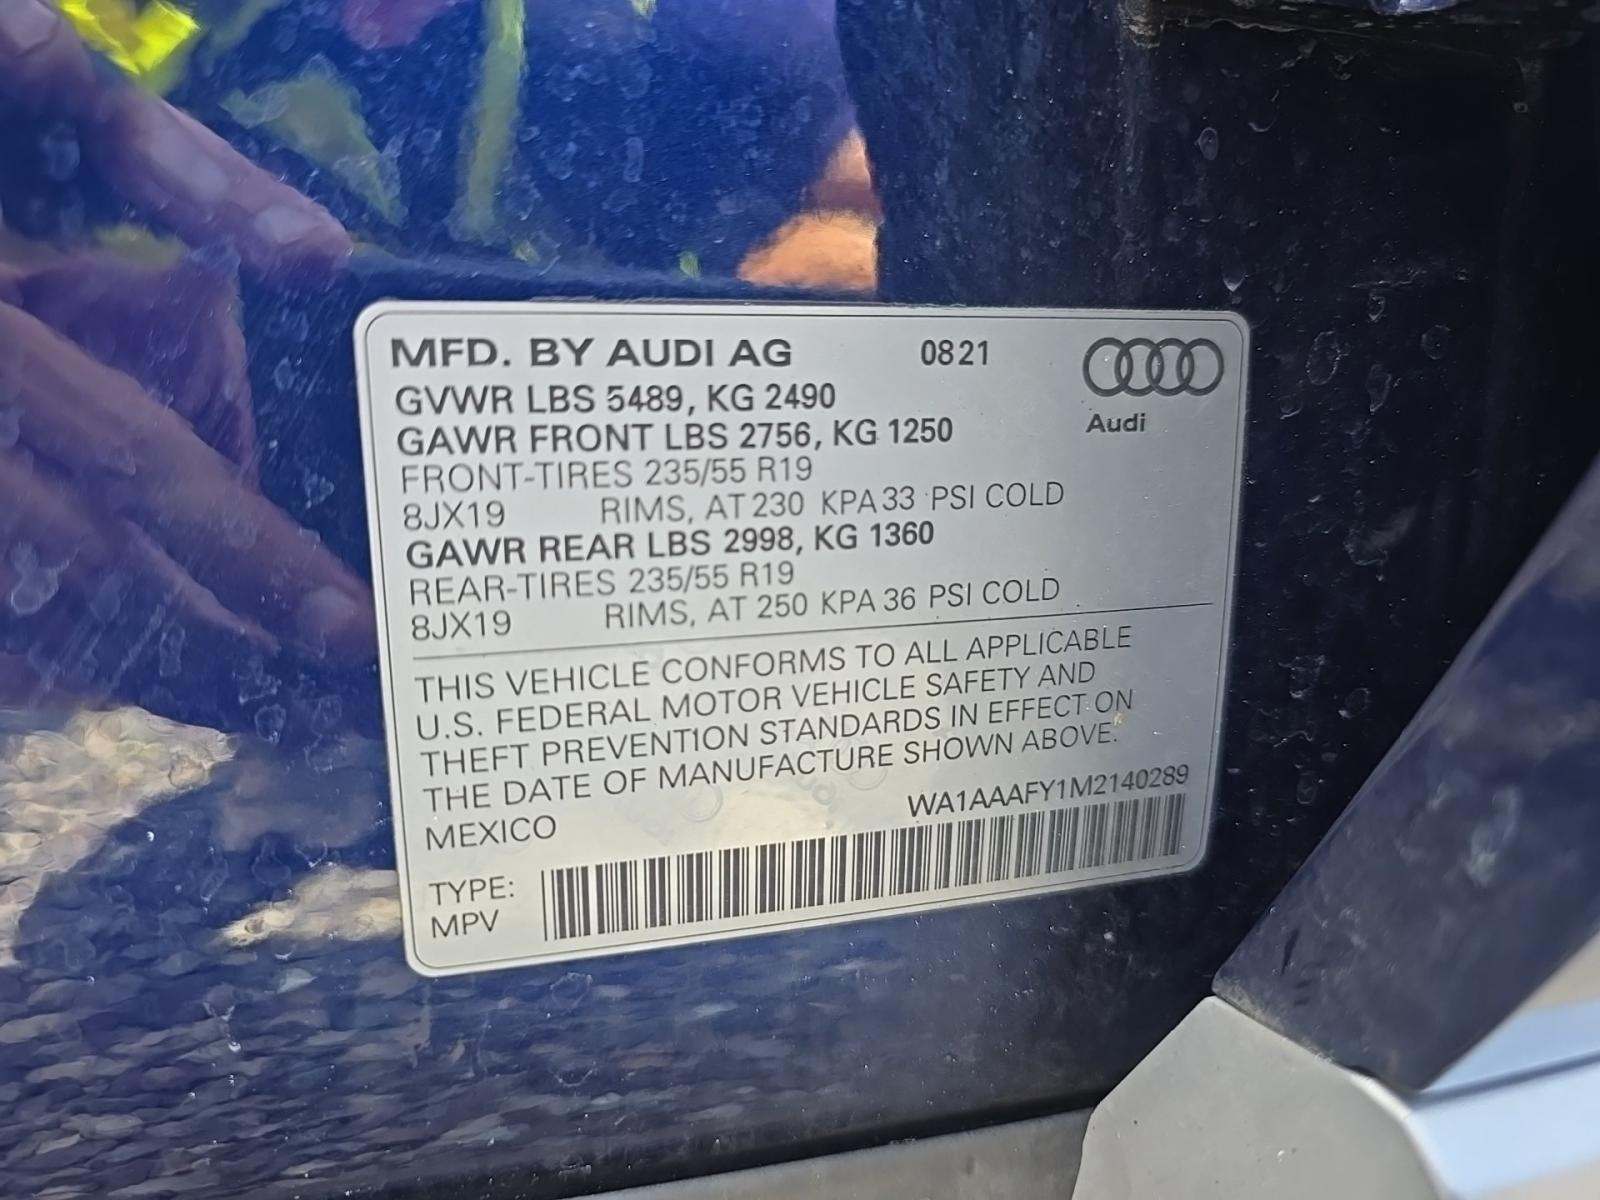 MFD. BY AUDI AG 0821
GVWR LBS 5489, KG 2490
Audi
GAWR FRONT LBS 2756, KG 1250
FRONT-TIRES 235/55 R19
8JX19 RIMS, AT 230 KPA 33 PSI COLD
GAWR REAR LBS 2998, KG 1360
REAR-TIRES 235/55 R19
8JX19 RIMS, AT 250 KPA 36 PSI COLD
THIS VEHICLE CONFORMS TO ALL APPLICABLE
U.S. FEDERAL MOTOR VEHICLE SAFETY AND
THEFT PREVENTION STANDARDS IN EFFECT ON
THE DATE OF MANUFACTURE SHOWN ABOVE.
MEXICO WA1AAAFY1M2140289
TYPE:
MPV